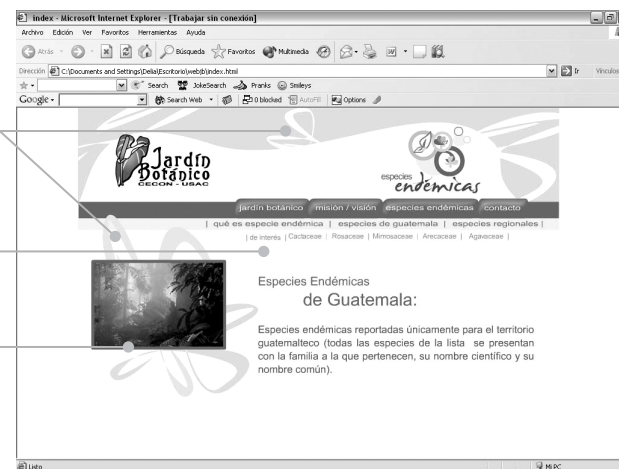 index - Microsoft Internet Explorer - [Trabajar sin conexión]
Archivo Edición Ver Favoritos Herramientas Ayuda
Atrás Búsqueda Favoritos Multimedia
Dirección C:\Documents and Settings\Delia\Escritorio\web\jb\index.html Ir Vínculos
Search JokeSearch Pranks Smileys
Google Search Web 0 blocked AutoFill Options
Jardín
Botánico
CECON - USAC
especies
endémicas
jardín botánico misión / visión especies endémicas contacto
| qué es especie endémica | especies de guatemala | especies regionales |
| de interés | Cactaceae | Rosaceae | Mimosaceae | Arecaceae | Agavaceae |
Especies Endémicas
de Guatemala:
Especies endémicas reportadas únicamente para el territorio
guatemalteco (todas las especies de la lista se presentan
con la familia a la que pertenecen, su nombre científico y su
nombre común).
Listo Mi PC